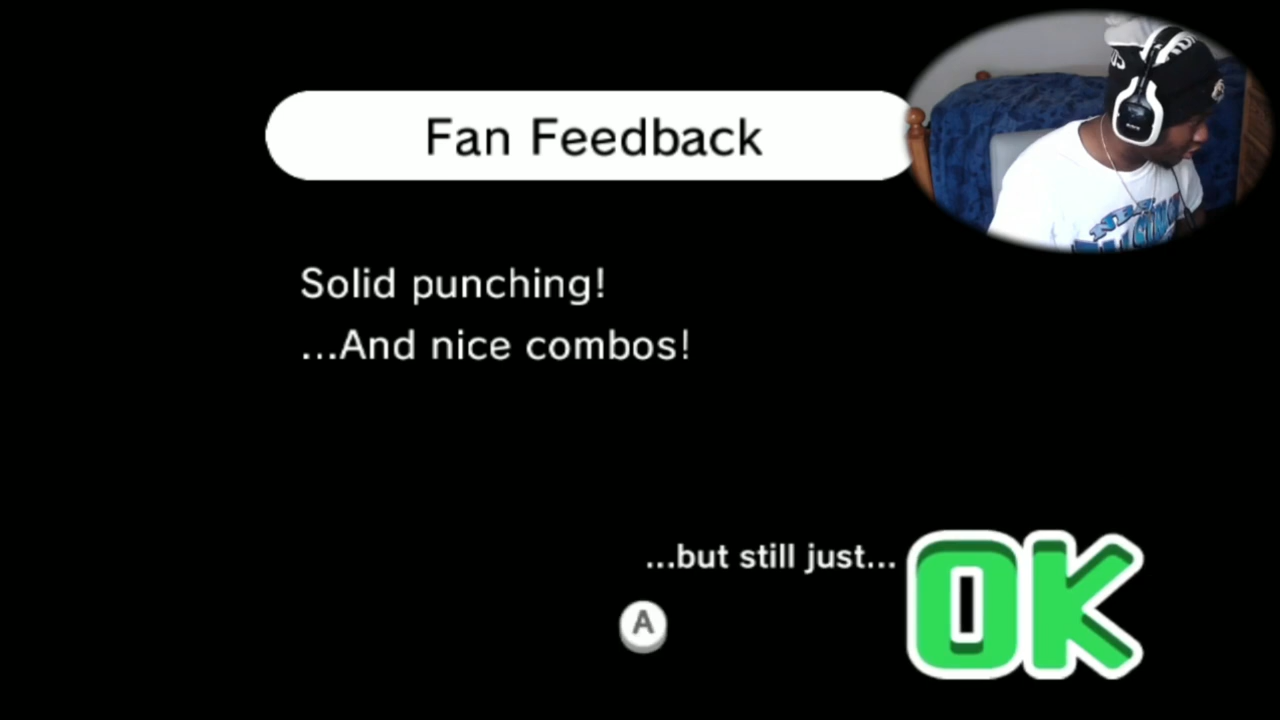 Fan Feedback
Solid punching!
...And nice combos!
...but still just...
OK
A